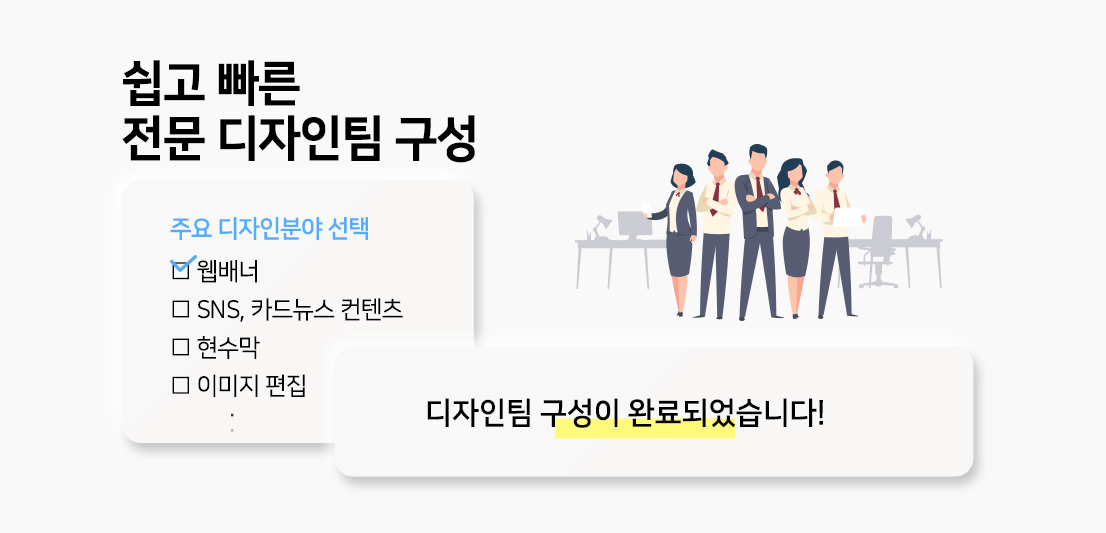 쉽고 빠른
전문 디자인팀 구성
주요 디자인분야 선택
웹배너
SNS, 카드뉴스 컨텐츠
현수막
이미지 편집
:
디자인팀 구성이 완료되었습니다!